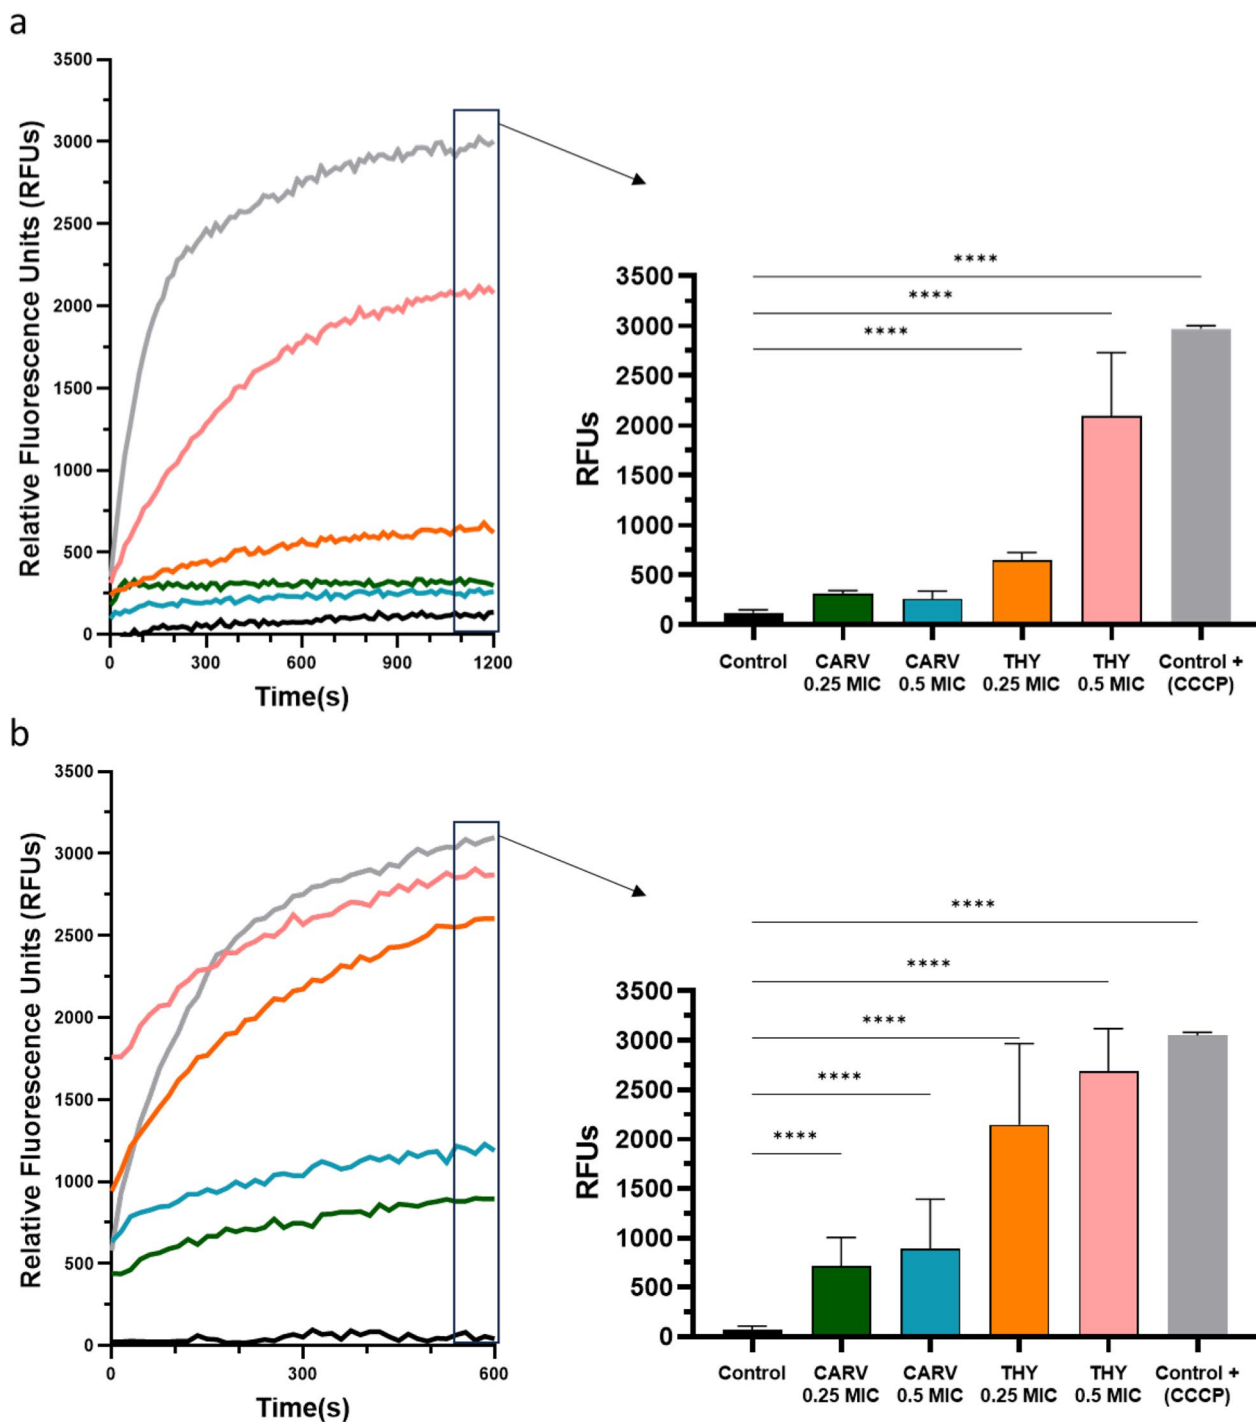 a
Relative Fluorescence Units (RFUs)
3500
3000
2500
2000
1500
1000
500
0
0 300 600 900 1200
Time(s)
RFUs
3500
3000
2500
2000
1500
1000
500
0
****
****
****
Control CARV CARV THY THY Control +
0.25 MIC 0.5 MIC 0.25 MIC 0.5 MIC (CCCP)
b
Relative Fluorescence Units (RFUs)
3500
3000
2500
2000
1500
1000
500
0
0 300 600
Time(s)
RFUs
3500
3000
2500
2000
1500
1000
500
0
****
****
****
****
****
Control CARV CARV THY THY Control +
0.25 MIC 0.5 MIC 0.25 MIC 0.5 MIC (CCCP)